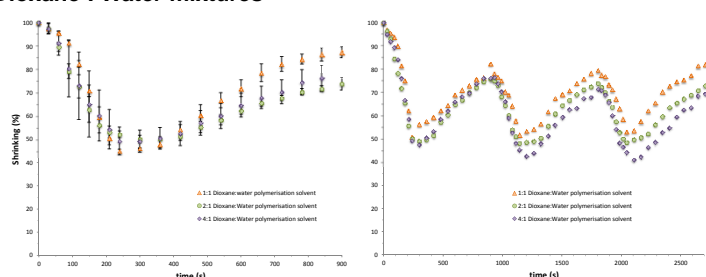 Dioxane : Water mixtures
100
90
80
70
60
50
40
30
20
10
0
Shrinking (%)
0 100 200 300 400 500 600 700 800 900
time (s)
1:1 Dioxane:water polymerisation solvent
2:1 Dioxane:Water polymerisation solvent
4:1 Dioxane:Water polymerisation solvent
100
90
80
70
60
50
40
30
20
10
0
0 500 1000 1500 2000 2500
time (s)
1:1 Dioxane:water polymerisation solvent
2:1 Dioxane:Water polymerisation solvent
4:1 Dioxane:Water polymerisation solvent